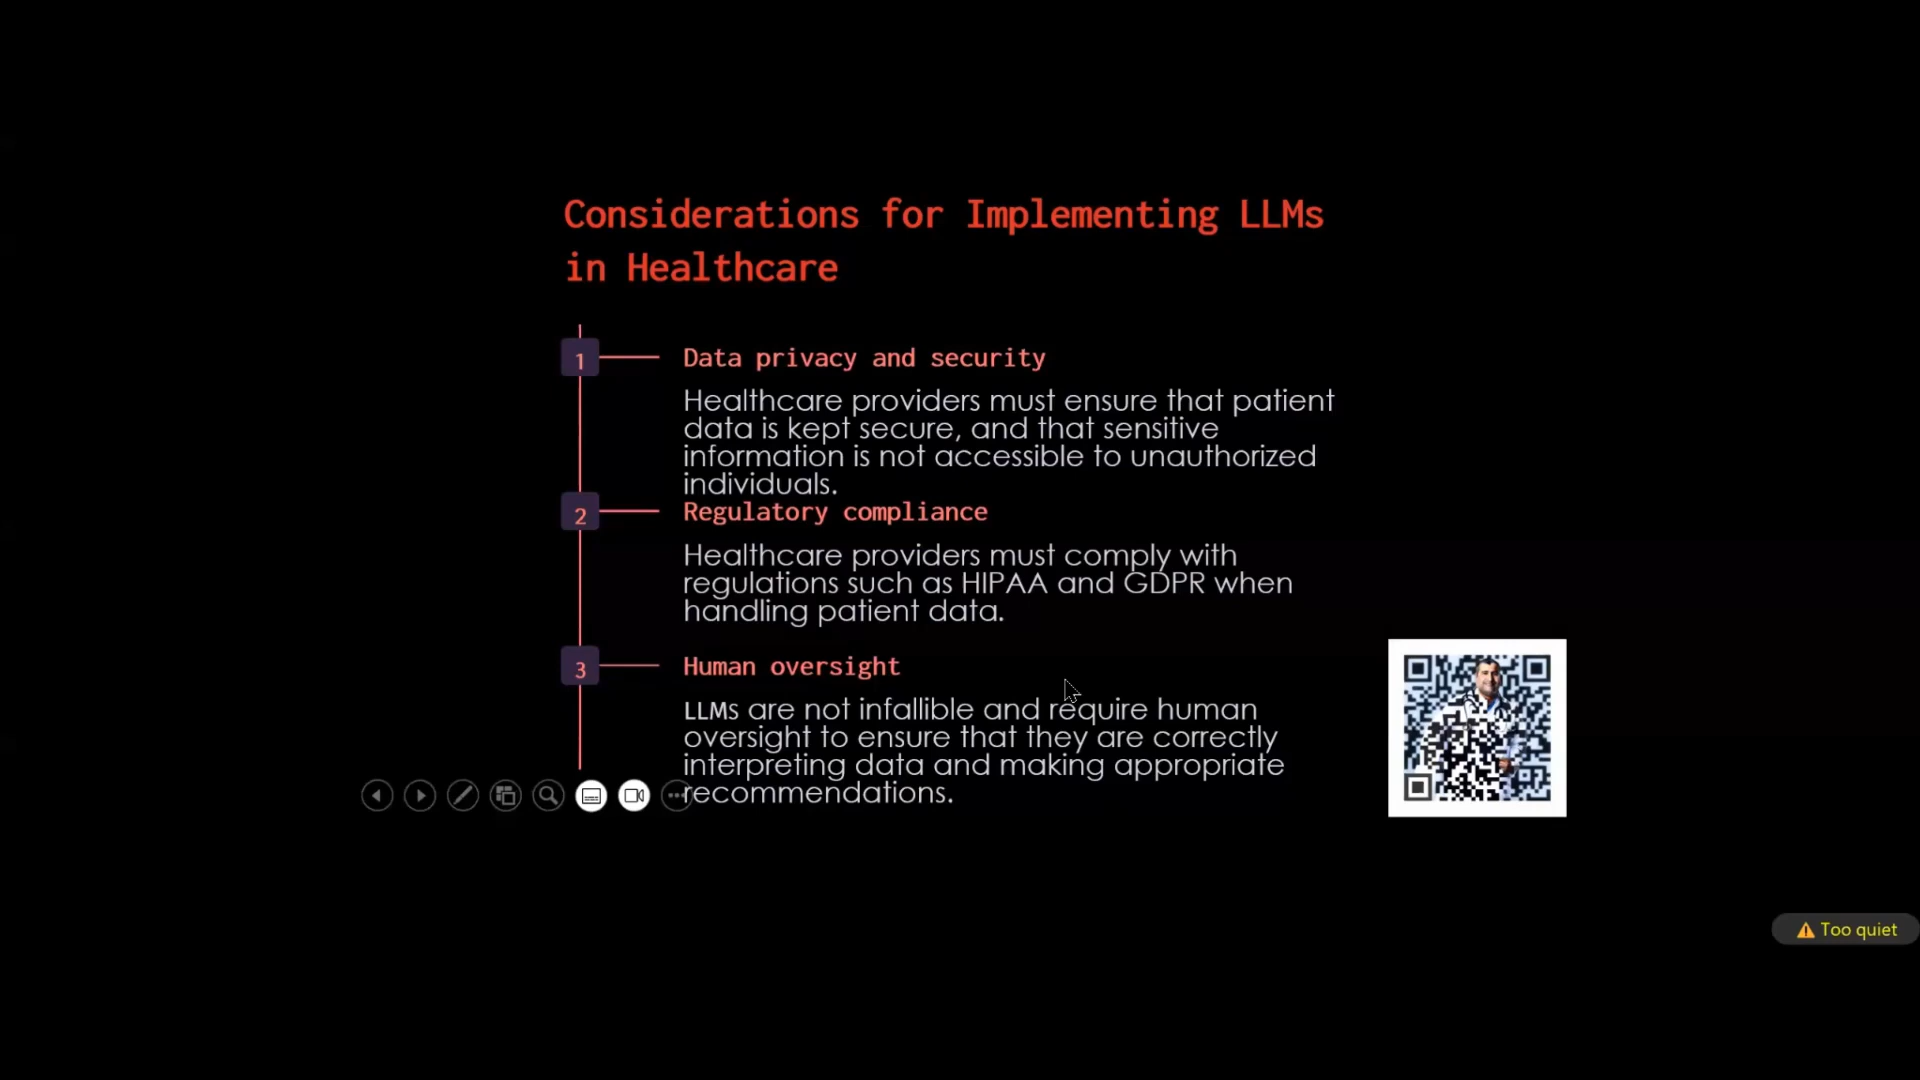 Considerations for Implementing LLMs
in Healthcare
1
Data privacy and security
Healthcare providers must ensure that patient
data is kept secure, and that sensitive
information is not accessible to unauthorized
individuals.
2
Regulatory compliance
Healthcare providers must comply with
regulations such as HIPAA and GDPR when
handling patient data.
3
Human oversight
LLMs are not infallible and require human
oversight to ensure that they are correctly
interpreting data and making appropriate
recommendations.
Too quiet